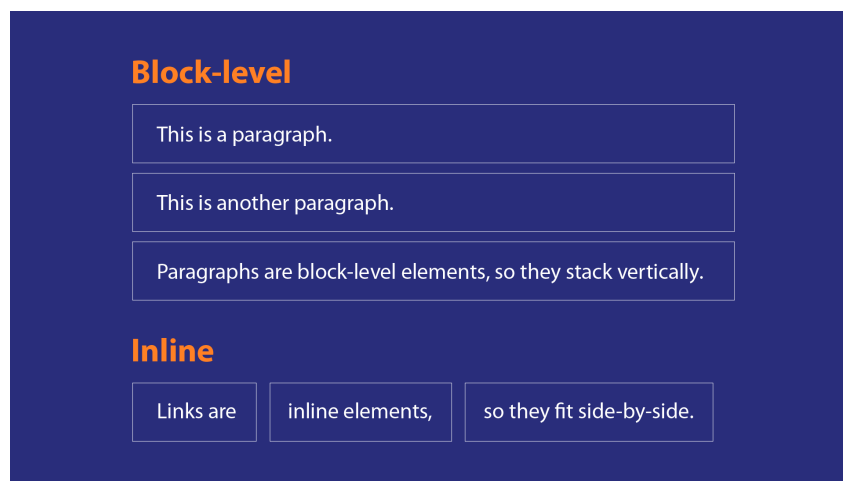 Block-level
This is a paragraph.
This is another paragraph.
Paragraphs are block-level elements, so they stack vertically.
Inline
Links are inline elements, so they fit side-by-side.